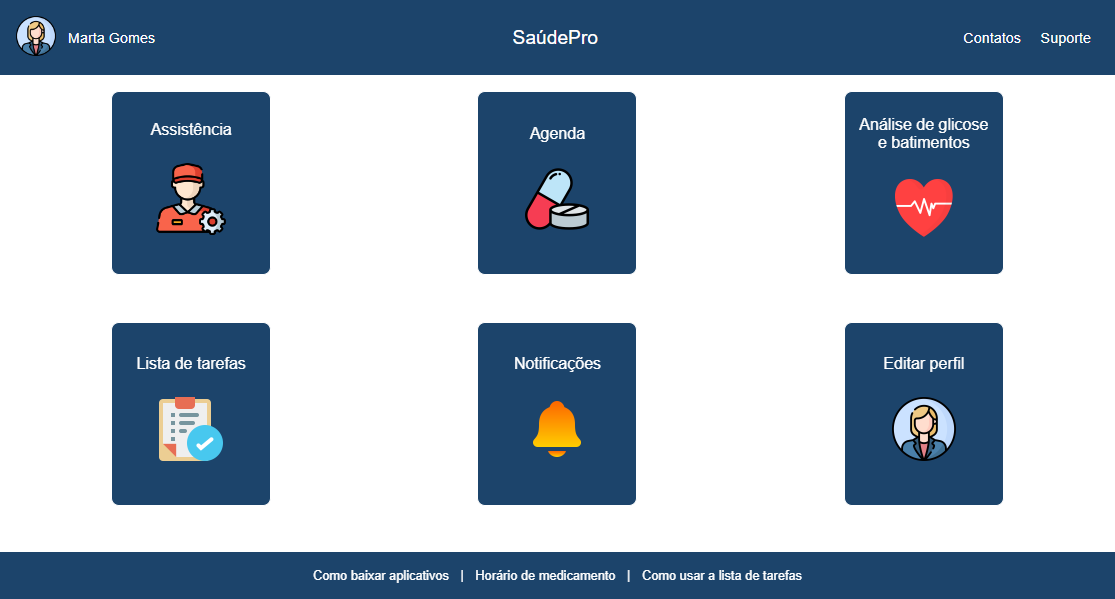 Marta Gomes
SaúdePro
Contatos
Suporte
Assistência
Agenda
Análise de glicose
e batimentos
Lista de tarefas
Notificações
Editar perfil
Como baixar aplicativos | Horário de medicamento | Como usar a lista de tarefas